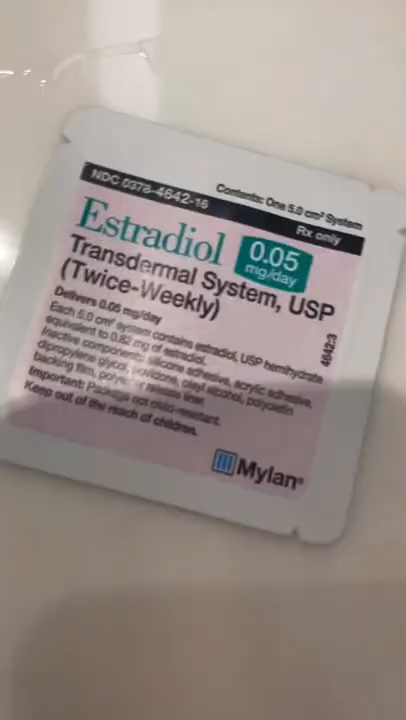 Contents: One 5.0 cm² System
NDC 0378-4642-16
Rx only
Estradiol
0.05
mg/day
Transdermal System, USP
(Twice-Weekly)
Delivers 0.05 mg/day
Each 5.0 cm² system contains estradiol, USP hemihydrate
equivalent to 0.82 mg of estradiol.
Inactive components: silicone adhesive, acrylic adhesive,
dipropylene glycol, povidone, oleyl alcohol, polyolefin
backing film, release liner.
Important: Package not child-resistant.
Keep out of the reach of children.
4642:3
Mylan®